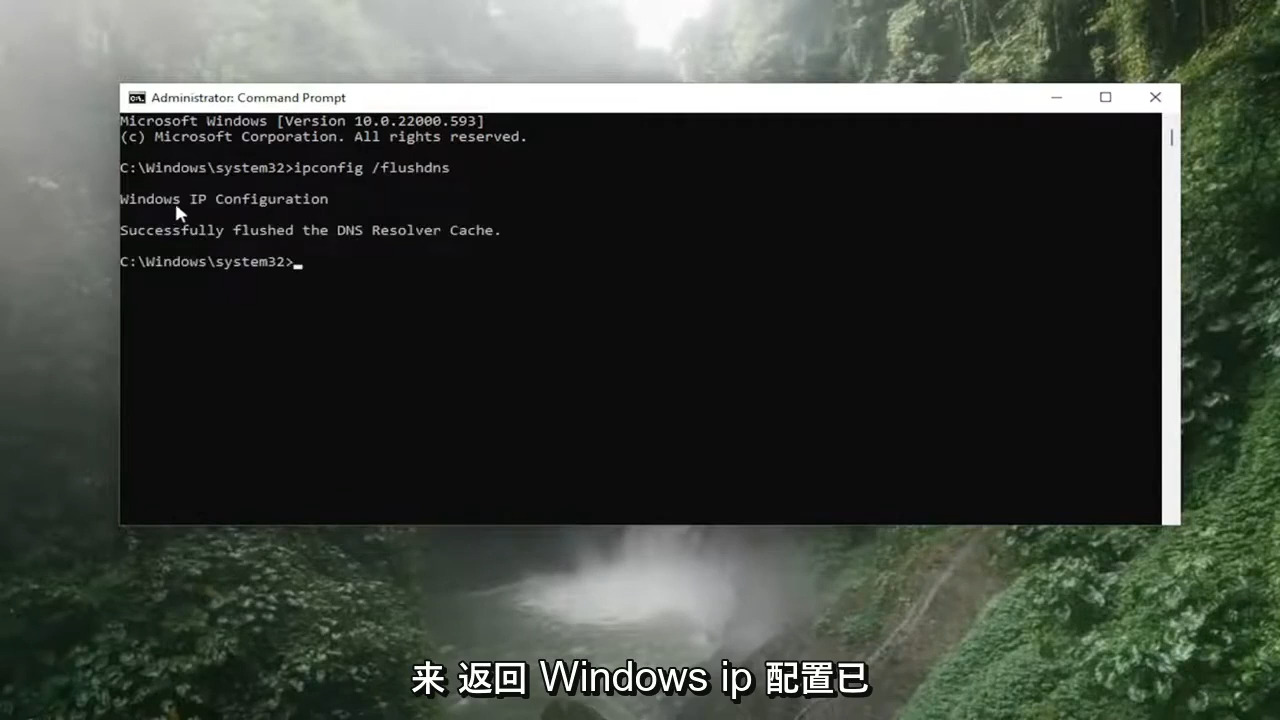 Administrator: Command Prompt
Microsoft Windows [Version 10.0.22000.593]
(c) Microsoft Corporation. All rights reserved.
C:\Windows\system32>ipconfig /flushdns
Windows IP Configuration
Successfully flushed the DNS Resolver Cache.
C:\Windows\system32>
来 返回 Windows ip 配置已